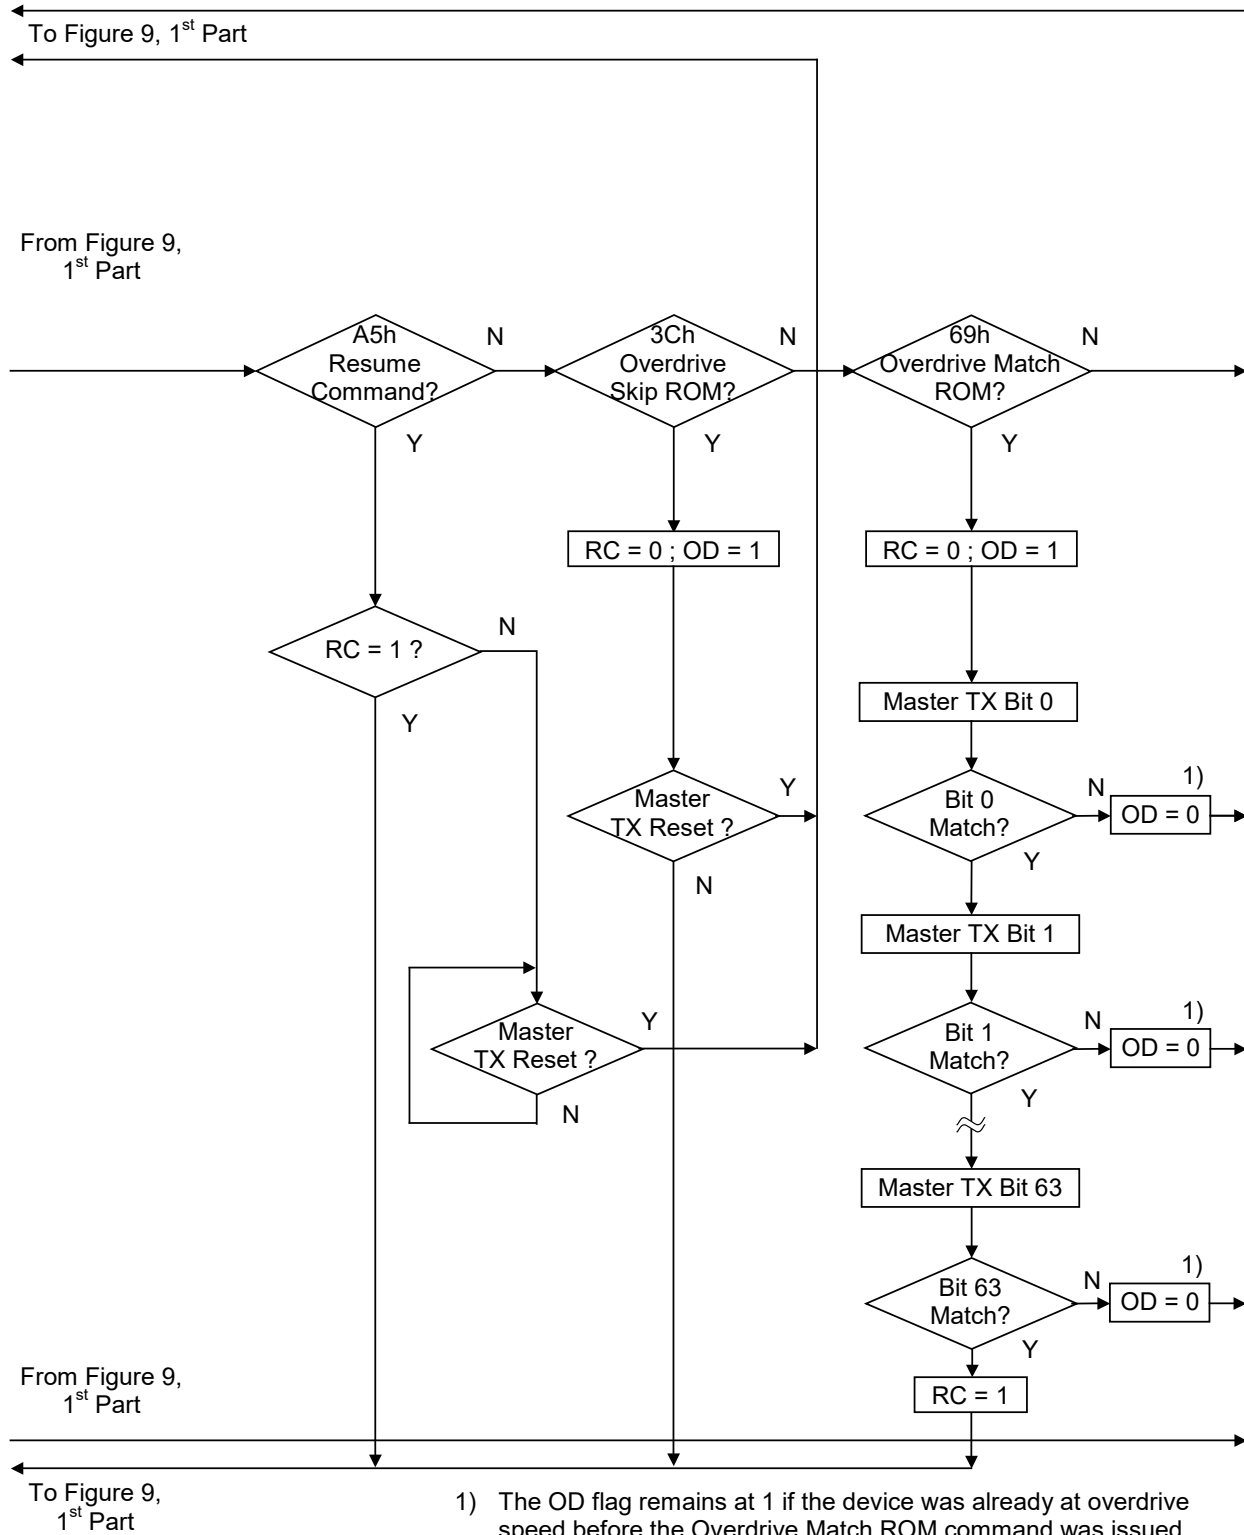 To Figure 9, 1st Part
From Figure 9,
1st Part
A5h
Resume
Command?
N
Y
3Ch
Overdrive
Skip ROM?
N
Y
69h
Overdrive Match
ROM?
N
Y
RC = 0 ; OD = 1
RC = 0 ; OD = 1
RC = 1 ?
N
Y
Master TX Bit 0
Master
TX Reset ?
Y
N
Bit 0
Match?
N
1)
OD = 0
Y
Master TX Bit 1
Master
TX Reset ?
Y
N
Bit 1
Match?
N
1)
OD = 0
Y
Master TX Bit 63
Bit 63
Match?
N
1)
OD = 0
Y
RC = 1
From Figure 9,
1st Part
To Figure 9,
1st Part
1) The OD flag remains at 1 if the device was already at overdrive
speed before the Overdrive Match ROM command was issued